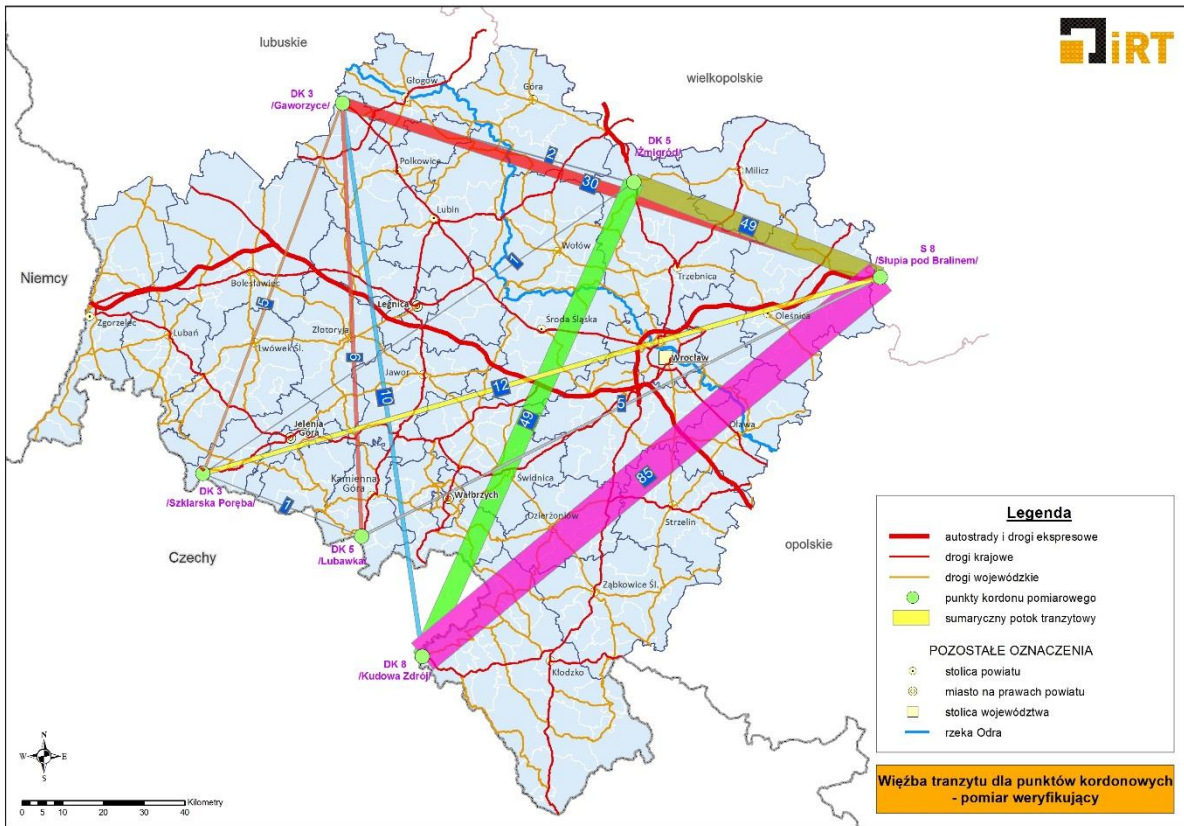 lubuskie
wielkopolskie
iRT
Głogów
Góra
DK 3
/Gaworzyce/
2
DK 5
/Żmigród/
Polkowice
30
Milicz
Lubin
49
Wołów
S 8
/Słupia pod Bralinem/
1
Trzebnica
Niemcy
Bolesławiec
5
Legnica
Zgorzelec
Środa Śląska
Oleśnica
Lubań
Złotoryja
Lwówek Śl.
9
Wrocław
Jawor
12
10
5
49
Oława
Jelenia
Góra
DK 3
/Szklarska Poręba/
Kamienna
Góra
Wałbrzych
Świdnica
85
1
Dzierżoniów
Strzelin
DK 5
/Lubawka/
Czechy
opolskie
Ząbkowice Śl.
DK 8
/Kudowa Zdrój/
Kłodzko
Legenda
autostrady i drogi ekspresowe
drogi krajowe
drogi wojewódzkie
punkty kordonu pomiarowego
sumaryczny potok tranzytowy
POZOSTAŁE OZNACZENIA
stolica powiatu
miasto na prawach powiatu
stolica województwa
rzeka Odra
Więźba tranzytu dla punktów kordonowych
- pomiar weryfikujący
N
W E
S
Kilometry
0 5 10 20 30 40